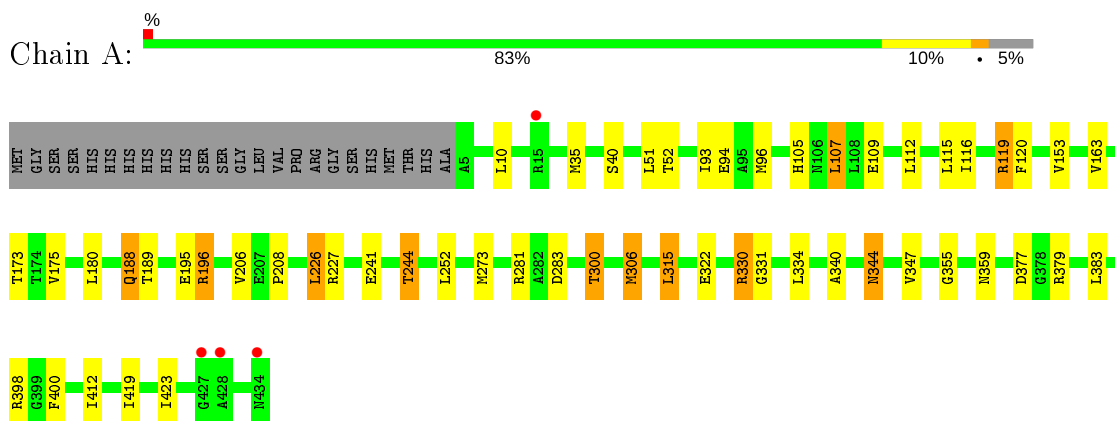 %
Chain A:
83% 10% • 5%
MET GLY SER SER HIS HIS HIS HIS HIS HIS SER SER GLY LEU VAL PRO ARG GLY SER HIS MET THR HIS ALA A5 L10 R15 M35 S40 L51 T52 I93 E94 A95 M96 H105 N106 L107 L108 E109 L112 L115 I116 R119 F120 V153 V163
T173 T174 V175 L180 Q188 T189 E195 R196 V206 E207 P208 L226 R227 E241 T244 L252 M273 R281 A282 D283 T300 M306 L315 E322 R330 G331 L334 A340 N344 V347 G355 N359 D377 G378 R379 L383
R398 G399 F400 I412 I419 I423 G427 A428 N434